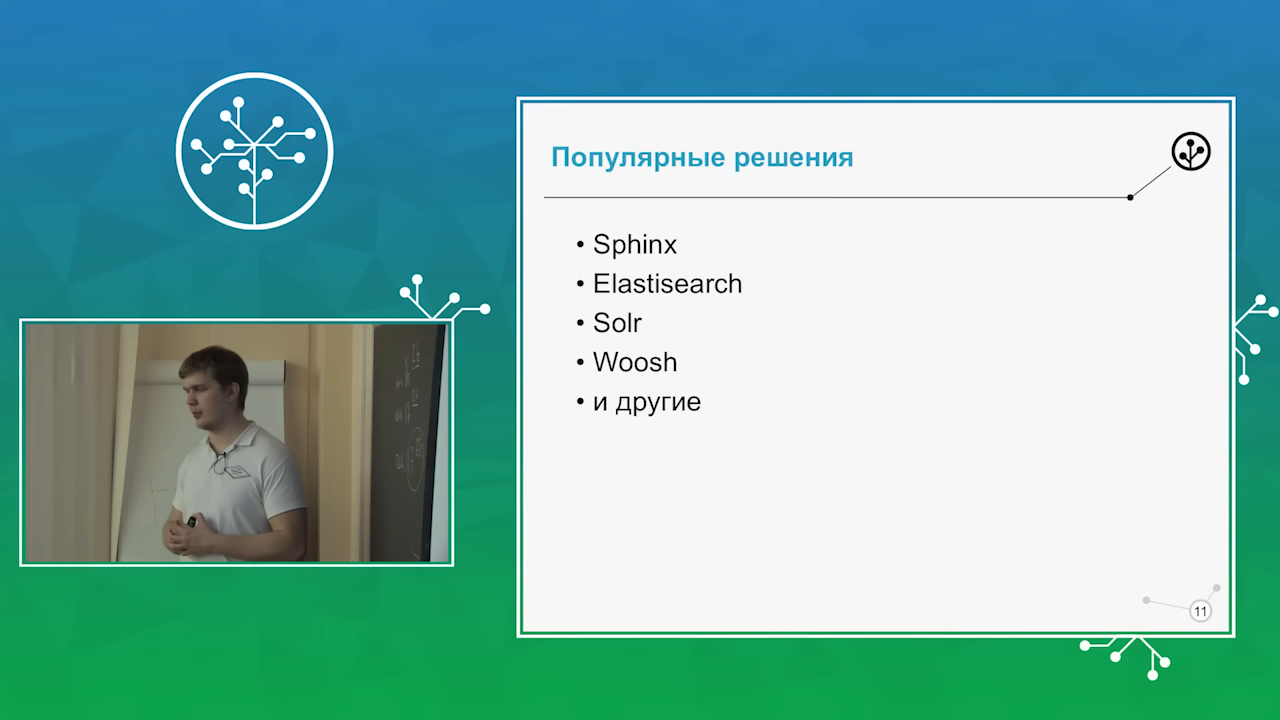 Популярные решения
• Sphinx
• Elastisearch
• Solr
• Woosh
• и другие
11